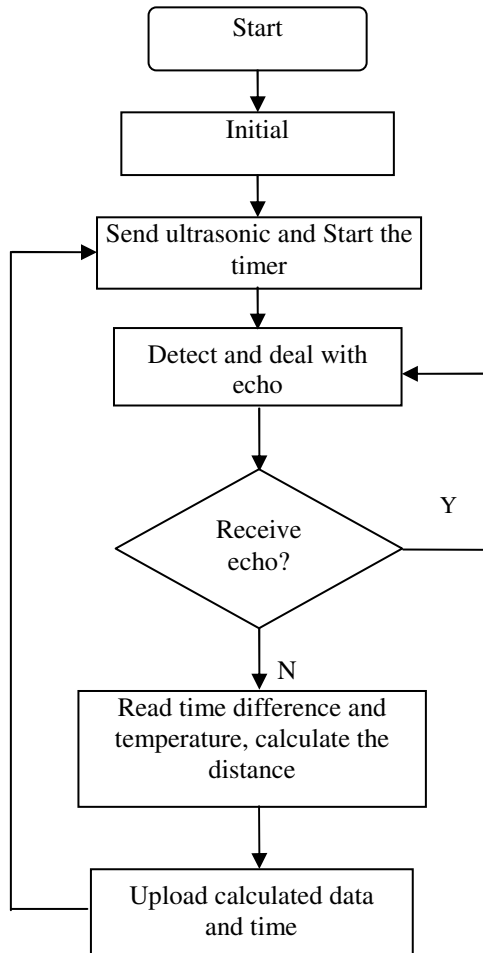 Start
Initial
Send ultrasonic and Start the
timer
Detect and deal with
echo
Receive
echo?
Y
N
Read time difference and
temperature, calculate the
distance
Upload calculated data
and time